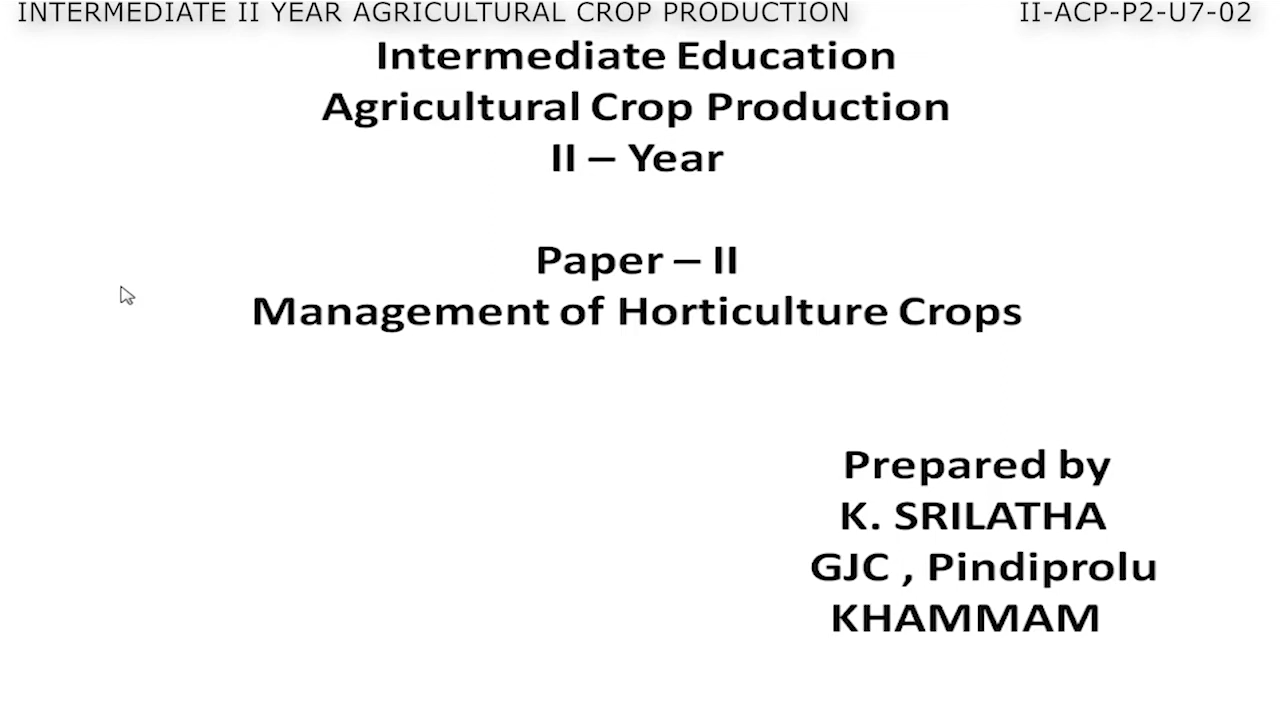 INTERMEDIATE II YEAR AGRICULTURAL CROP PRODUCTION II-ACP-P2-U7-02
Intermediate Education
Agricultural Crop Production
II – Year
Paper – II
Management of Horticulture Crops
Prepared by
K. SRILATHA
GJC , Pindiprolu
KHAMMAM